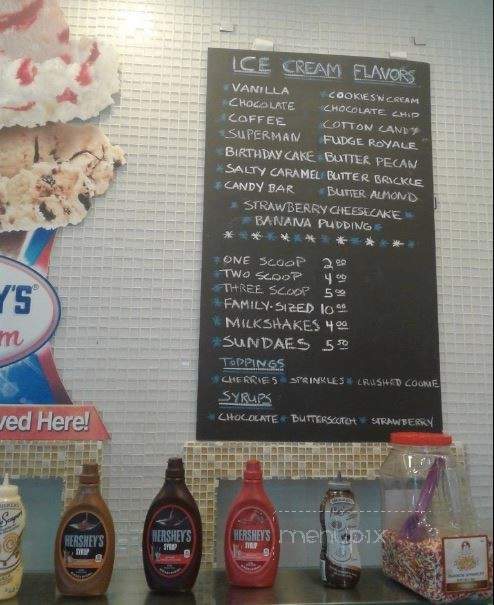 ICE CREAM FLAVORS
VANILLA
CHOCOLATE
COFFEE
SUPERMAN
BIRTHDAY CAKE
SALTY CARAMEL
CANDY BAR
COOKIES'N CREAM
CHOCOLATE CHIP
COTTON CANDY
FUDGE ROYALE
BUTTER PECAN
BUTTER BRICKLE
BUTTER ALMOND
STRAWBERRY CHEESECAKE
BANANA PUDDING
ONE SCOOP 2 00
TWO SCOOP 4 00
THREE SCOOP 5 00
FAMILY-SIZED 10 00
MILKSHAKES 4 00
SUNDAES 5 50
TOPPINGS
CHERRIES SPRINKLES CRUSHED COOKIE
SYRUPS
CHOCOLATE BUTTERSCOTCH STRAWBERRY
Y'S
m
ved Here!
HERSHEY'S
SYRUP
HERSHEY'S
SYRUP
HERSHEY'S
SYRUP
menupix